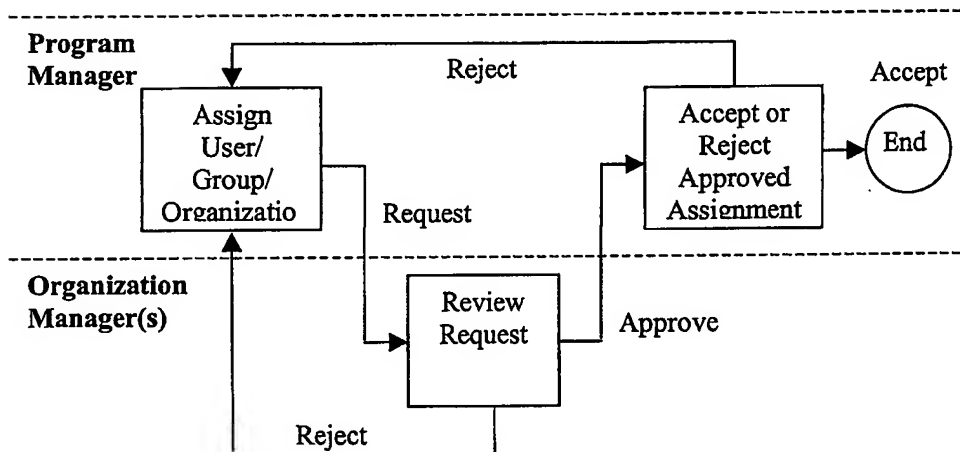 Program
Manager
Reject
Accept
Assign
User/
Group/
Organizatio
Accept or
Reject
Approved
Assignment
End
Request
Organization
Manager(s)
Review
Request
Approve
Reject